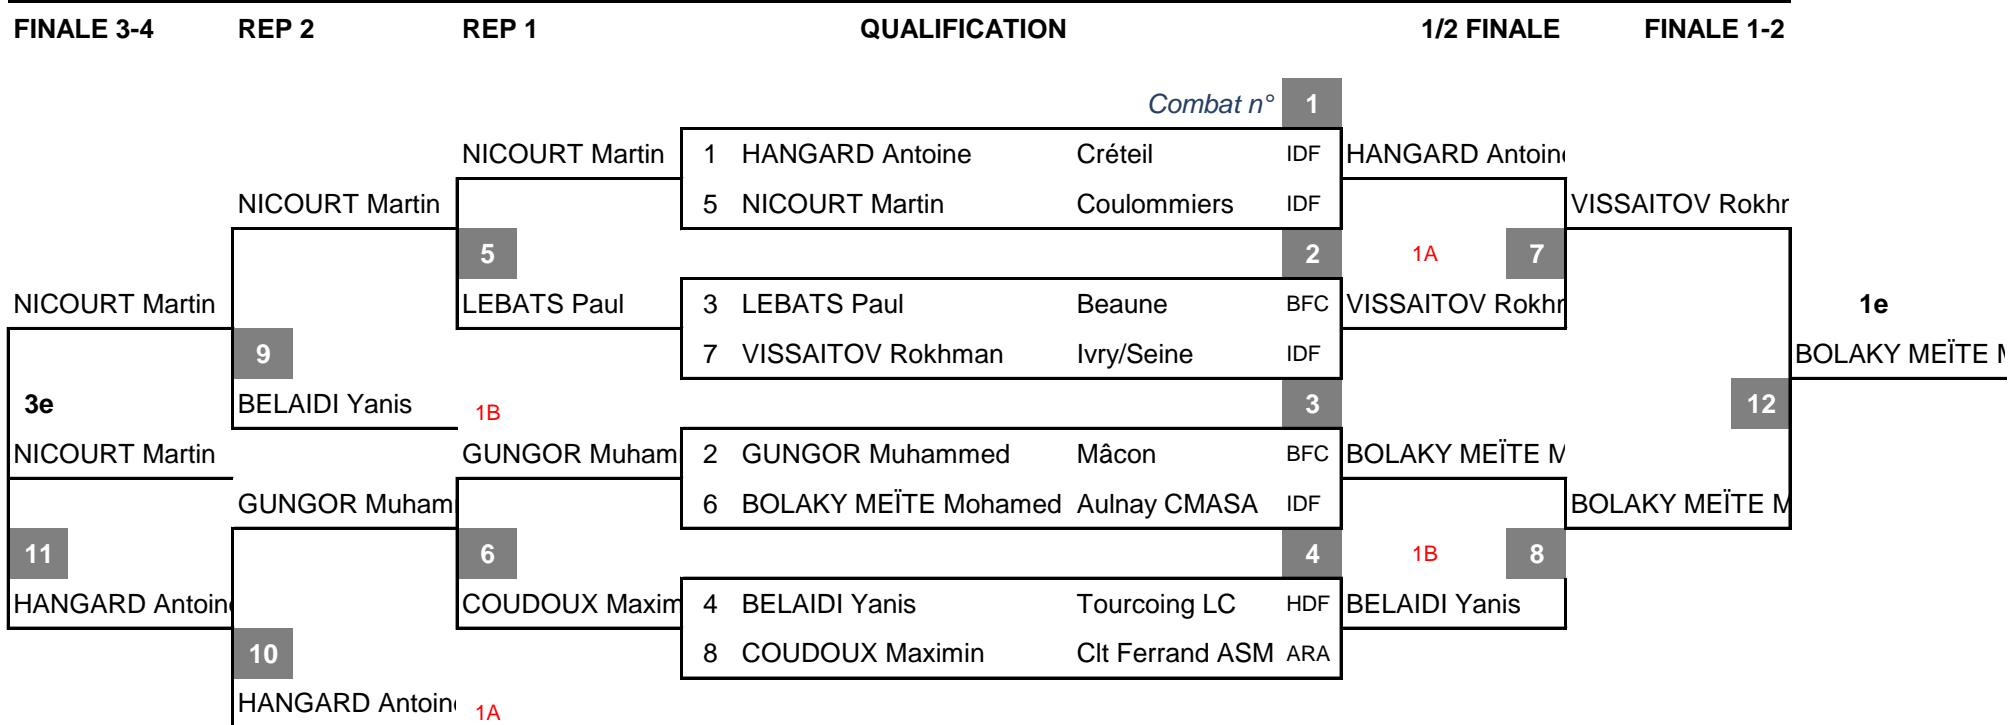 FINALE 3-4 REP 2 REP 1 QUALIFICATION 1/2 FINALE FINALE 1-2
Combat n° 1
NICOURT Martin 1 HANGARD Antoine Créteil IDF HANGARD Antoine
NICOURT Martin 5 NICOURT Martin Coulommiers IDF VISSAITOV Rokhr
5 2 1A 7
NICOURT Martin LEBATS Paul 3 LEBATS Paul Beaune BFC VISSAITOV Rokhr 1e
9 7 VISSAITOV Rokhman Ivry/Seine IDF BOLAKY MEÏTE M
3e BELAIDI Yanis 1B 3 12
NICOURT Martin GUNGOR Muham 2 GUNGOR Muhammed Mâcon BFC BOLAKY MEÏTE M
GUNGOR Muham 6 BOLAKY MEÏTE Mohamed Aulnay CMASA IDF BOLAKY MEÏTE M
11 6 4 1B 8
HANGARD Antoine COUDOUX Maxim 4 BELAIDI Yanis Tourcoing LC HDF BELAIDI Yanis
10 8 COUDOUX Maximin Clt Ferrand ASM ARA
HANGARD Antoine 1A